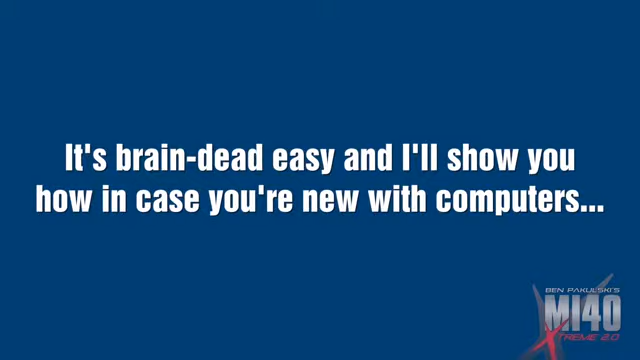 It's brain-dead easy and I'll show you
how in case you're new with computers...
BEN PAKULSKI'S
MI40
XTREME 2.0